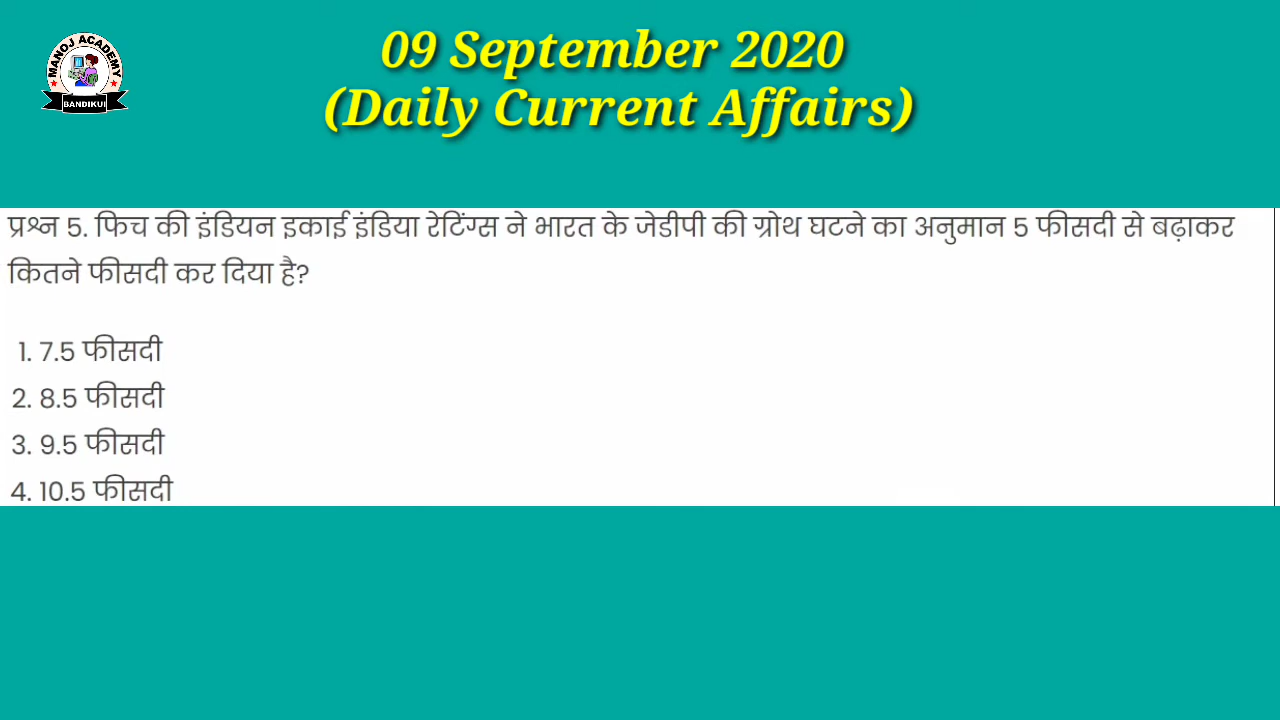 MANOJ ACADEMY
BANDIKUI
09 September 2020
(Daily Current Affairs)
प्रश्न 5. फिच की इंडियन इकाई इंडिया रेटिंग्स ने भारत के जेडीपी की ग्रोथ घटने का अनुमान 5 फीसदी से बढ़ाकर
कितने फीसदी कर दिया है?
1. 7.5 फीसदी
2. 8.5 फीसदी
3. 9.5 फीसदी
4. 10.5 फीसदी